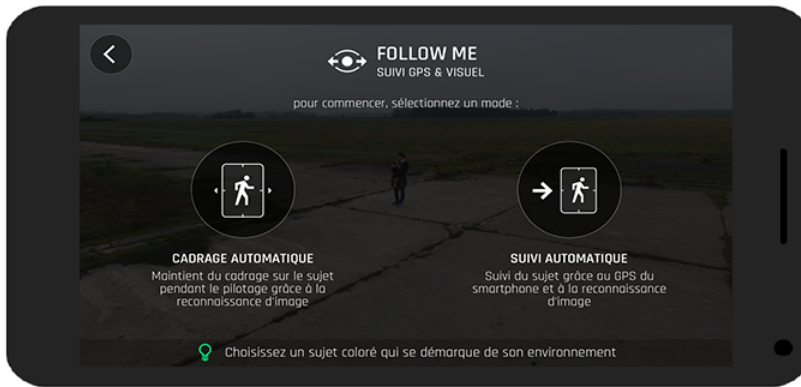 FOLLOW ME
SUIVI GPS & VISUEL
pour commencer, sélectionnez un mode :
CADRAGE AUTOMATIQUE
Maintient du cadrage sur le sujet
pendant le pilotage grâce à la
reconnaissance d'image
SUIVI AUTOMATIQUE
Suivi du sujet grâce au GPS du
smartphone et à la reconnaissance
d'image
Choisissez un sujet coloré qui se démarque de son environnement